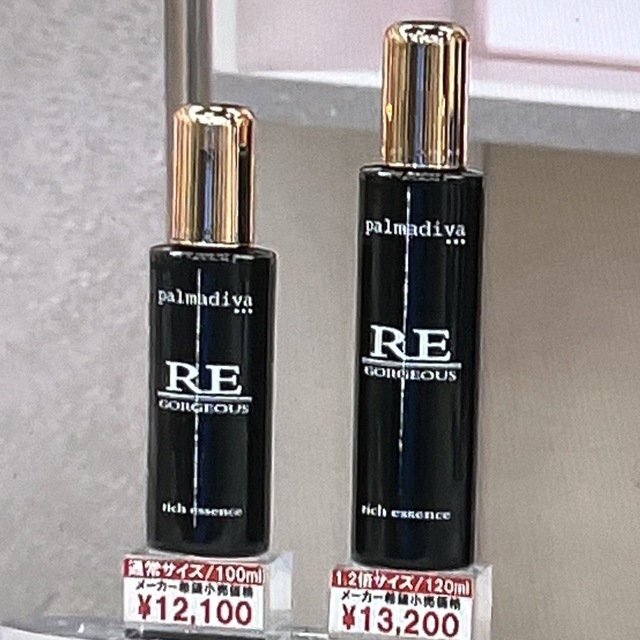 palmadiva
RE
GORGEOUS
rich essence
通常サイズ/100ml
メーカー希望小売価格
¥12,100
palmadiva
RE
GORGEOUS
rich essence
1.2倍サイズ/120ml
メーカー希望小売価格
¥13,200